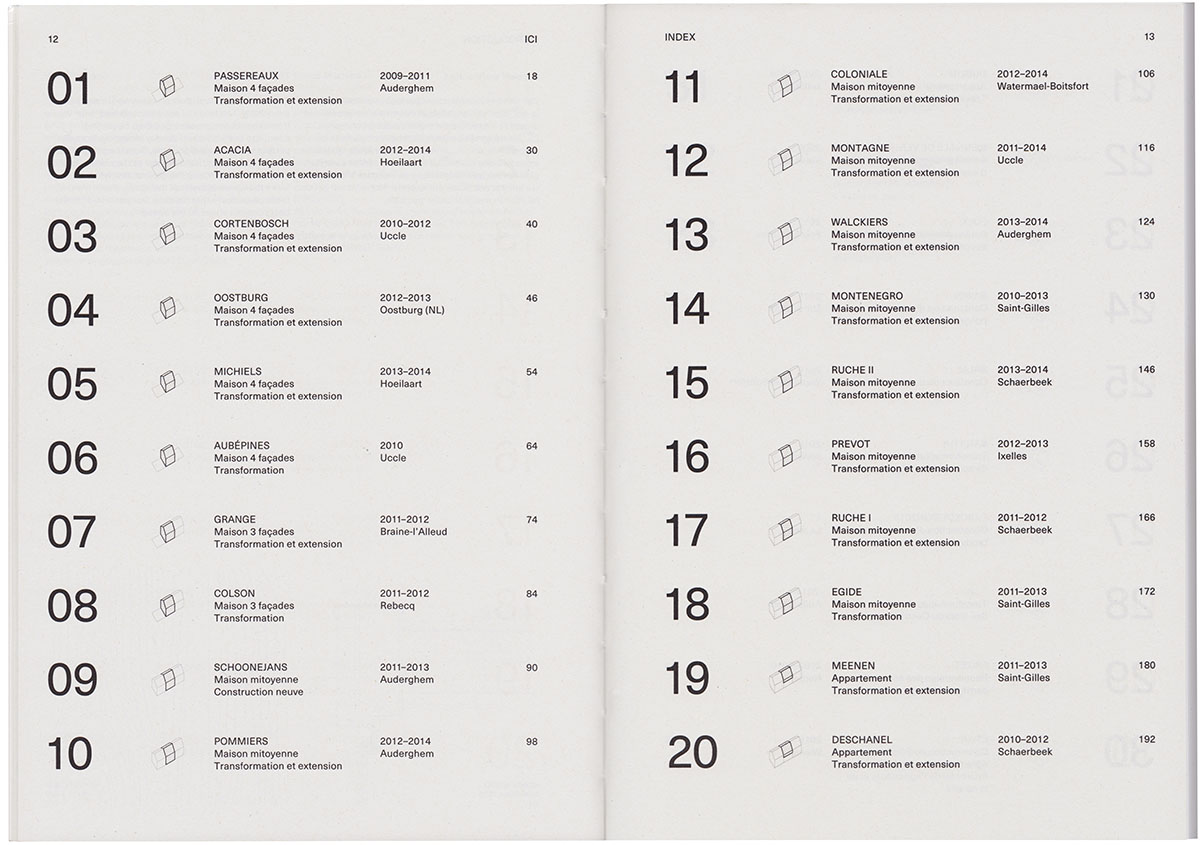 12 ICI
01 PASSEREAUX 2009–2011 18
Maison 4 façades Auderghem
Transformation et extension
02 ACACIA 2012–2014 30
Maison 4 façades Hoeilaart
Transformation et extension
03 CORTENBOSCH 2010–2012 40
Maison 4 façades Uccle
Transformation et extension
04 OOSTBURG 2012–2013 46
Maison 4 façades Oostburg (NL)
Transformation et extension
05 MICHIELS 2013–2014 54
Maison 4 façades Hoeilaart
Transformation et extension
06 AUBÉPINES 2010 64
Maison 4 façades Uccle
Transformation
07 GRANGE 2011–2012 74
Maison 3 façades Braine-l'Alleud
Transformation et extension
08 COLSON 2011–2012 84
Maison 3 façades Rebecq
Transformation
09 SCHOONEJANS 2011–2013 90
Maison mitoyenne Auderghem
Construction neuve
10 POMMIERS 2012–2014 98
Maison mitoyenne Auderghem
Transformation et extension
INDEX 13
11 COLONIALE 2012–2014 106
Maison mitoyenne Watermael-Boitsfort
Transformation et extension
12 MONTAGNE 2011–2014 116
Maison mitoyenne Uccle
Transformation et extension
13 WALCKIERS 2013–2014 124
Maison mitoyenne Auderghem
Transformation et extension
14 MONTENEGRO 2010–2013 130
Maison mitoyenne Saint-Gilles
Transformation et extension
15 RUCHE II 2013–2014 146
Maison mitoyenne Schaerbeek
Transformation et extension
16 PREVOT 2012–2013 158
Maison mitoyenne Ixelles
Transformation et extension
17 RUCHE I 2011–2012 166
Maison mitoyenne Schaerbeek
Transformation et extension
18 EGIDE 2011–2013 172
Maison mitoyenne Saint-Gilles
Transformation
19 MEENEN 2011–2013 180
Appartement Saint-Gilles
Transformation et extension
20 DESCHANEL 2010–2012 192
Appartement Schaerbeek
Transformation et extension